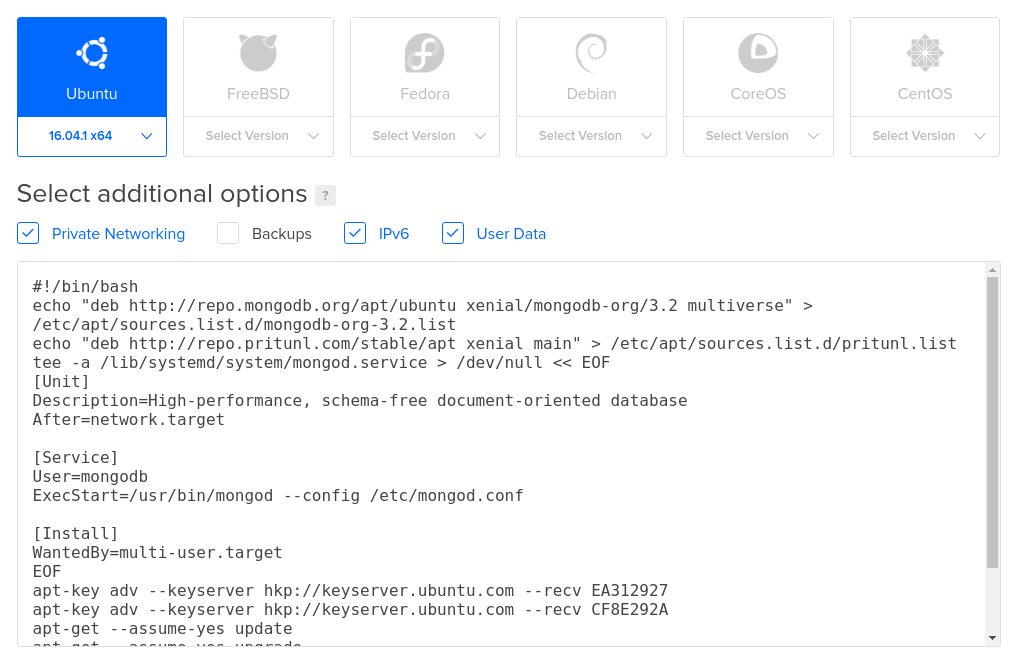 Ubuntu FreeBSD Fedora Debian CoreOS CentOS
16.04.1 x64 Select Version Select Version Select Version Select Version Select Version
Select additional options ?
Private Networking Backups IPv6 User Data
#!/bin/bash
echo "deb http://repo.mongodb.org/apt/ubuntu xenial/mongodb-org/3.2 multiverse" >
/etc/apt/sources.list.d/mongodb-org-3.2.list
echo "deb http://repo.pritunl.com/stable/apt xenial main" > /etc/apt/sources.list.d/pritunl.list
tee -a /lib/systemd/system/mongod.service > /dev/null << EOF
[Unit]
Description=High-performance, schema-free document-oriented database
After=network.target
[Service]
User=mongodb
ExecStart=/usr/bin/mongod --config /etc/mongod.conf
[Install]
WantedBy=multi-user.target
EOF
apt-key adv --keyserver hkp://keyserver.ubuntu.com --recv EA312927
apt-key adv --keyserver hkp://keyserver.ubuntu.com --recv CF8E292A
apt-get --assume-yes update
apt-get --assume-yes upgrade